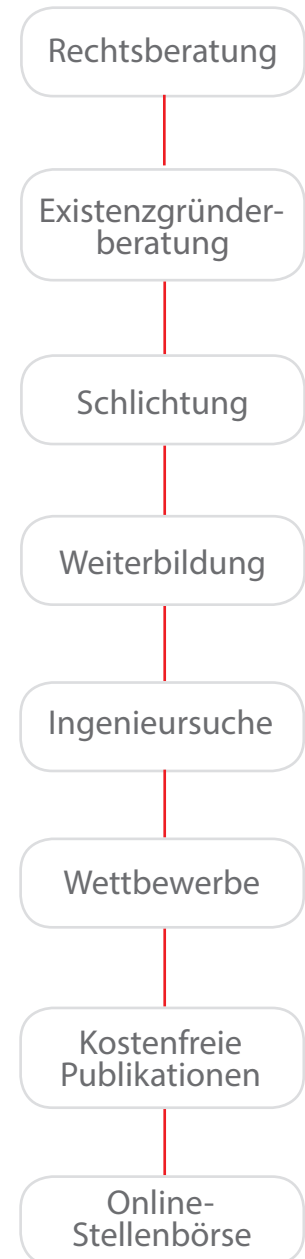 Rechtsberatung
Existenzgründer-
beratung
Schlichtung
Weiterbildung
Ingenieursuche
Wettbewerbe
Kostenfreie
Publikationen
Online-
Stellenbörse